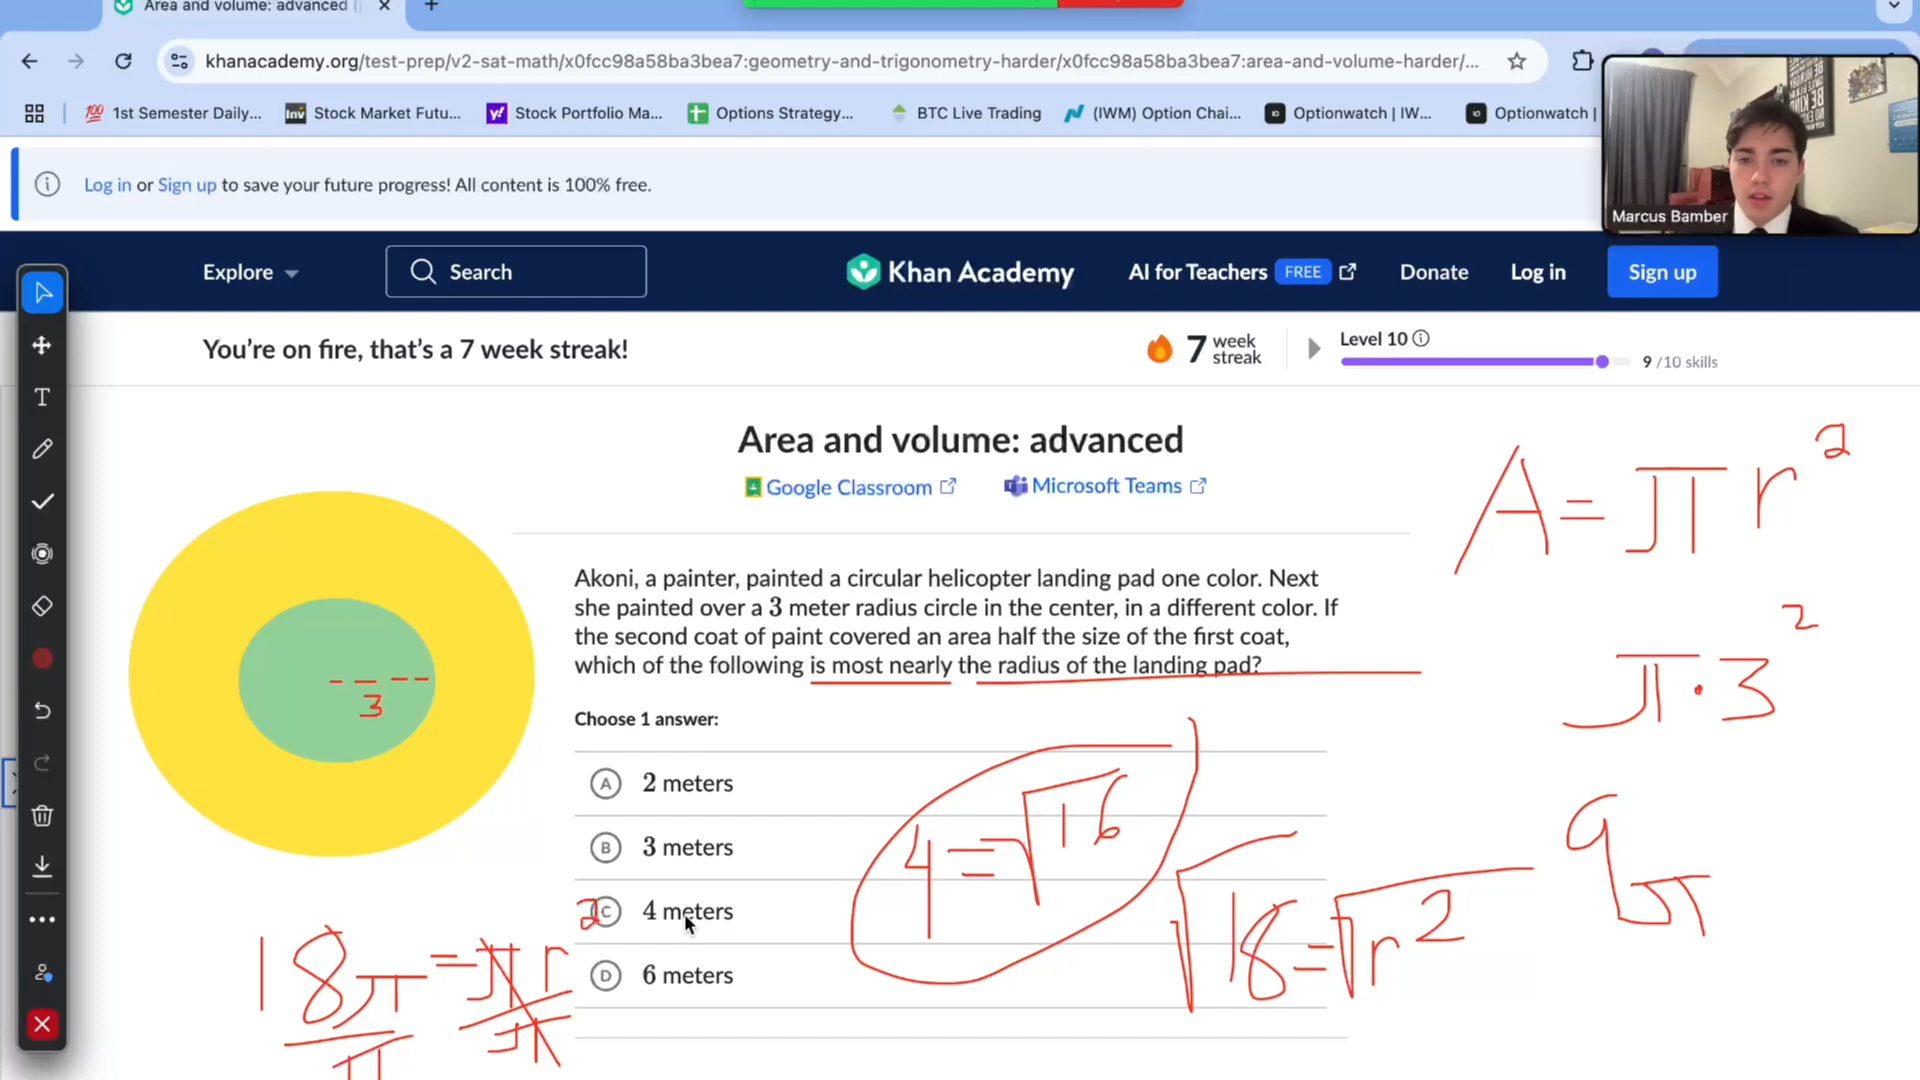 Area and volume: advanced (
khanacademy.org/test-prep/v2-sat-math/x0fcc98a58ba3bea7:geometry-and-trigonometry-harder/x0fcc98a58ba3bea7:area-and-volume-harder/...
1st Semester Daily... Stock Market Futu... Stock Portfolio Ma... Options Strategy... BTC Live Trading (IWM) Option Chai... Optionwatch | IW... Optionwatch |
Marcus Bamber
Log in or Sign up to save your future progress! All content is 100% free.
Explore Search Khan Academy AI for Teachers FREE Donate Log in Sign up
You're on fire, that's a 7 week streak!
7 week streak
Level 10
9 /10 skills
Area and volume: advanced
Google Classroom Microsoft Teams
A = π r²
Akoni, a painter, painted a circular helicopter landing pad one color. Next
she painted over a 3 meter radius circle in the center, in a different color. If
the second coat of paint covered an area half the size of the first coat,
which of the following is most nearly the radius of the landing pad?
3
π · 3²
Choose 1 answer:
A 2 meters
B 3 meters
C 4 meters
D 6 meters
4 = √16
9π
√18 = √r²
18π = πr²
π π